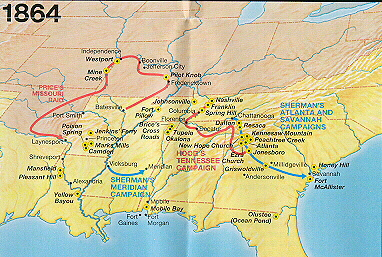 1864
Independence
Westport
Boonville
Jefferson City
Mine
Creek
Fredericktown
Pilot Knob
PRICE'S
MISSOURI
RAID
Batesville
Fort Smith
Poison
Spring
Princeton
Jenkins' Ferry
Marks Mills
Camden
Laynesport
Shreveport
Mansfield
Pleasant Hill
Alexandria
Yellow
Bayou
Vicksburg
Meridian
SHERMAN'S
MERIDIAN
CAMPAIGN
Fort
Pillow
Brice's
Cross
Roads
Tupelo
Okalona
Johnsonville
Nashville
Franklin
Spring Hill
Columbia
Florence
Decatur
Dalton
New Hope Church
HOOD'S
TENNESSEE
CAMPAIGN
SHERMAN'S
ATLANTA AND
SAVANNAH
CAMPAIGNS
Resaca
Kennesaw Mountain
Peachtree Creek
Atlanta
Jonesboro
Ezra
Church
Griswoldville
Andersonville
Milledgeville
Honey Hill
Savannah
Fort
McAllister
Mobile
Mobile Bay
Fort
Gaines
Fort
Morgan
Olustee
(Ocean Pond)